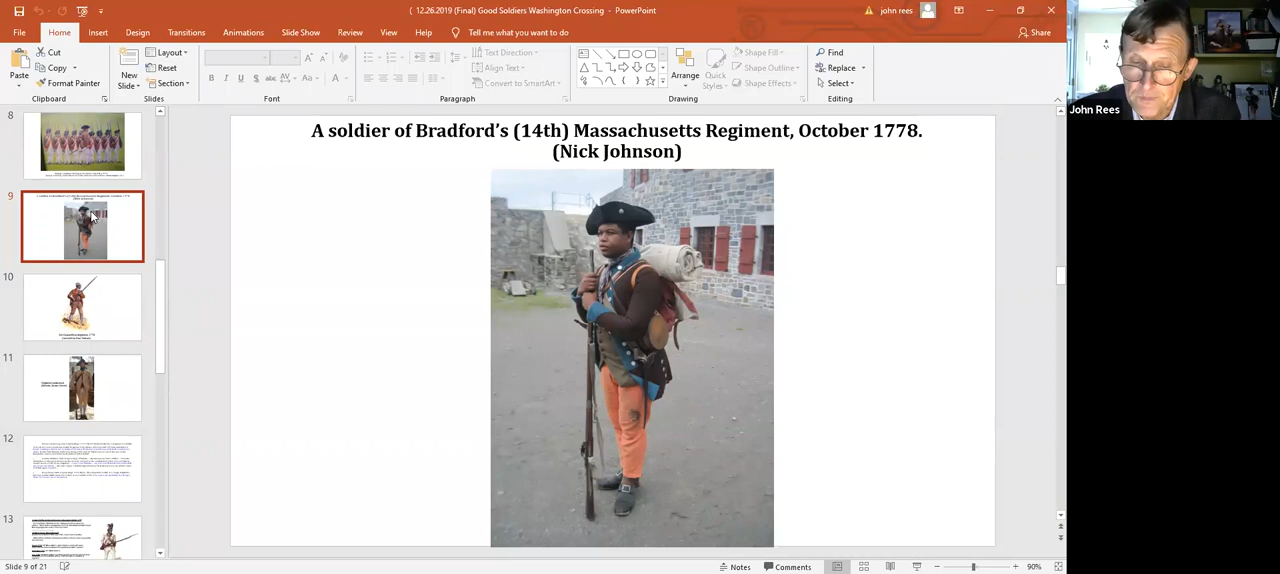 ( 12.26.2019 (Final) Good Soldiers Washington Crossing - PowerPoint
john rees
File Home Insert Design Transitions Animations Slide Show Review View Help Tell me what you want to do Share
Paste
Cut
Copy
Format Painter
Clipboard
New
Slide
Layout
Reset
Section
Slides
B I U S abc AV Aa A
Font
Text Direction
Align Text
Convert to SmartArt
Paragraph
Arrange
Quick
Styles
Shape Fill
Shape Outline
Shape Effects
Drawing
Find
Replace
Select
Editing
John Rees
8
9
10
11
12
13
A soldier of Bradford's (14th) Massachusetts Regiment, October 1778.
(Nick Johnson)
Slide 9 of 21
Notes Comments 90%